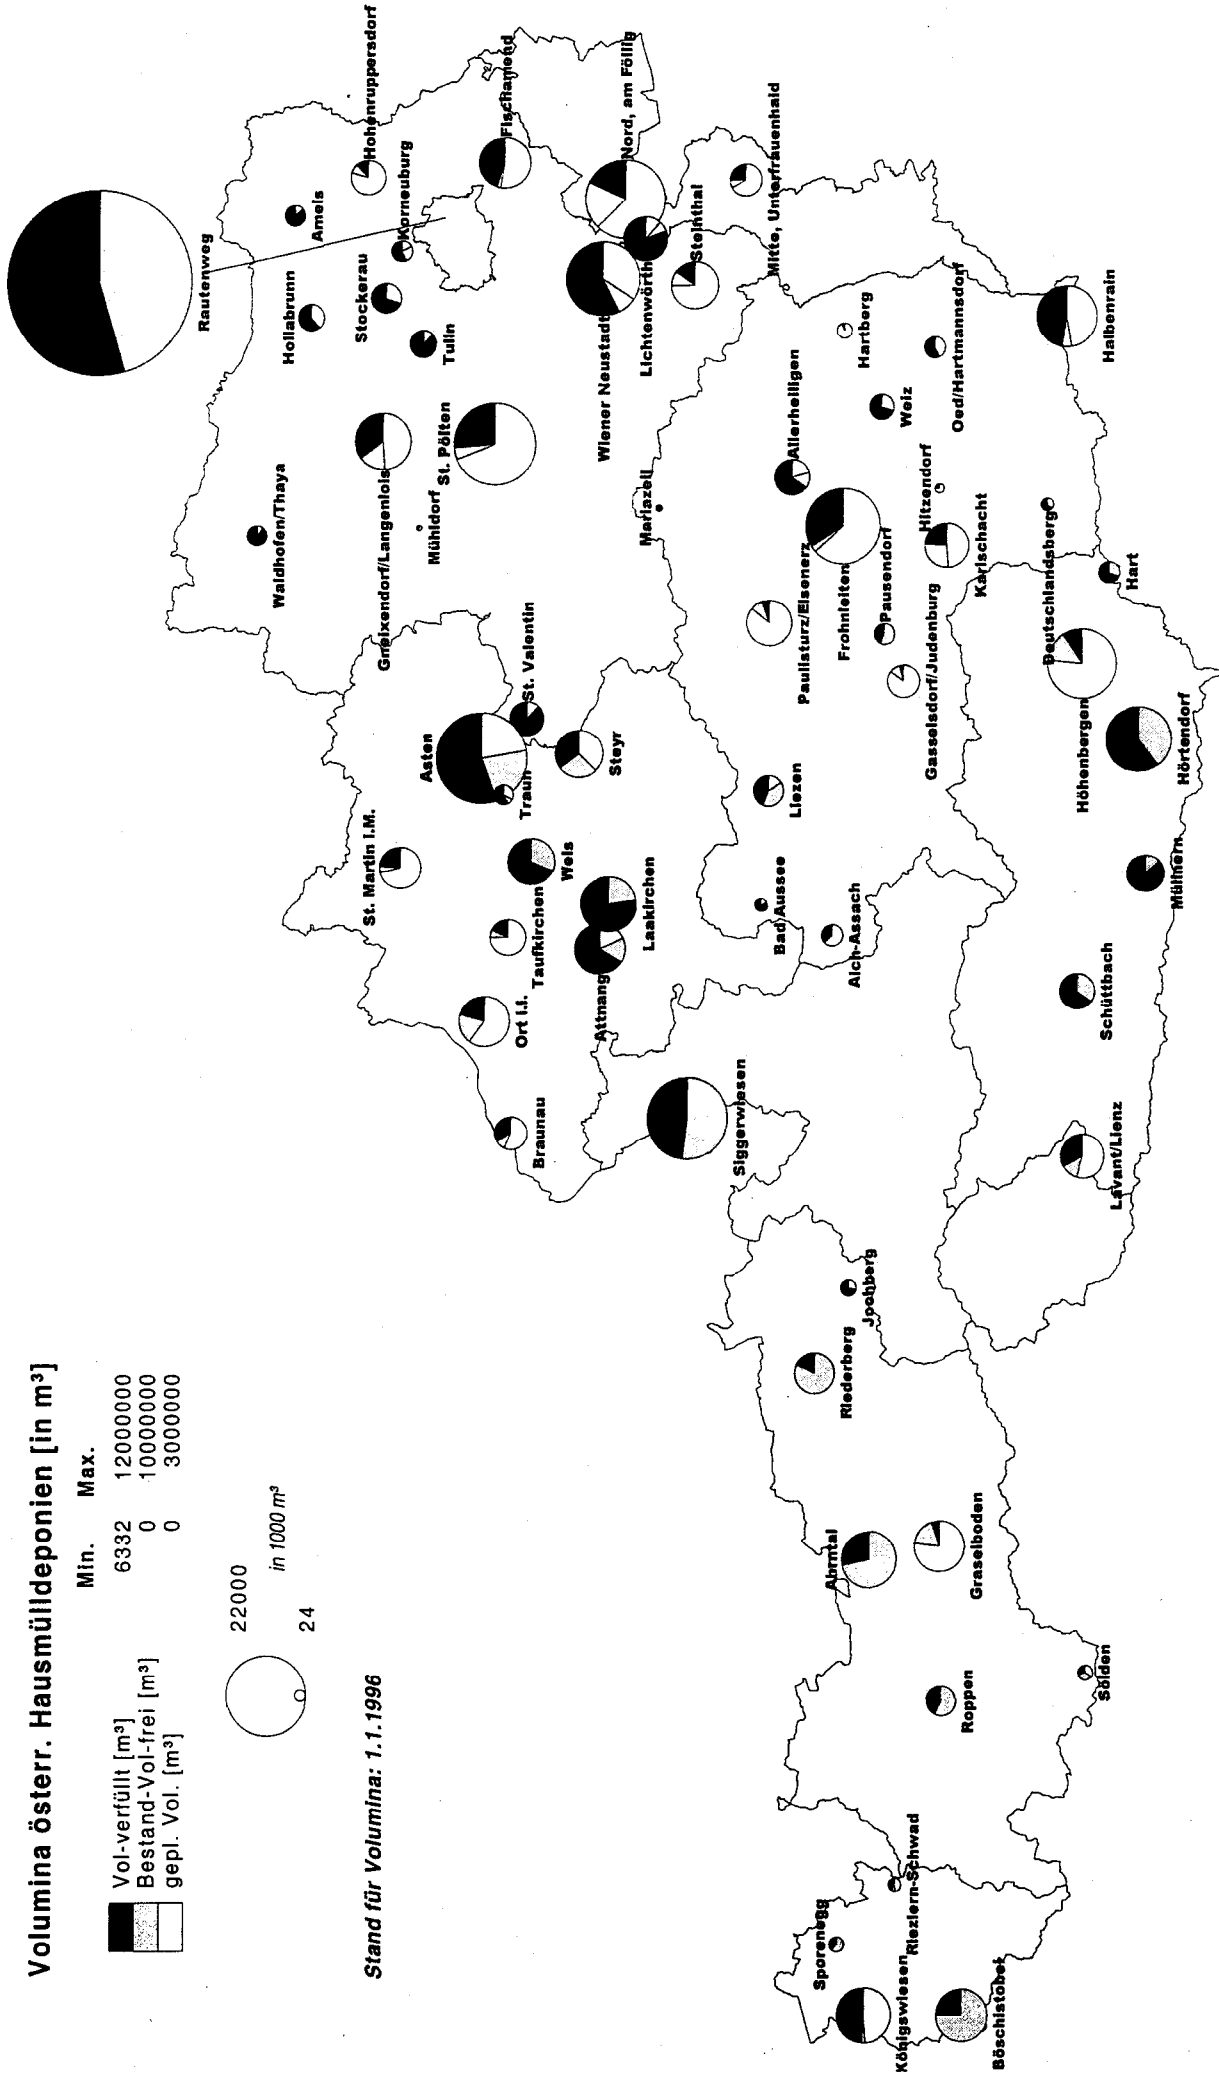 Volumina österr. Hausmülldeponien [in m³]
Min. Max.
Vol-verfüllt [m³] 6332 12000000
Bestand-Vol-frei [m³] 0 10000000
gepl. Vol. [m³] 0 3000000
22000
24
in 1000 m³
Stand für Volumina: 1.1.1996
Rautenweg
Hollabrunn
Amels
Hohenruppersdorf
Waidhofen/Thaya
Stockerau
Korneuburg
Gneixendorf/Langenlois
Tulln
Mühldorf
St. Pölten
Fischamend
St. Martin i.M.
Asten
St. Valentin
Traun
Steyr
Wels
Taufkirchen
Ort i.I.
Braunau
Attnang
Laakirchen
Wiener Neustadt
Lichtenwörth
Nord, am Föllig
Steinthal
Mitte, Unterfrauenhaid
Mariazell
Siggerwiesen
Bad Aussee
Aich-Assach
Liezen
Paulisturz/Eisenerz
Allerheiligen
Frohnleiten
Pausendorf
Hartberg
Weiz
Oed/Hartmannsdorf
Hitzendorf
Gasselsdorf/Judenburg
Karlschacht
Halbenrain
Deutschlandsberg
Hart
Höhenbergen
Hörtendorf
Müllnern
Schüttbach
Lavant/Lienz
Jochberg
Riederberg
Ahrntal
Graselboden
Roppen
Sölden
Sporenegg
Riezlern-Schwad
Königswiesen
Böschistobel